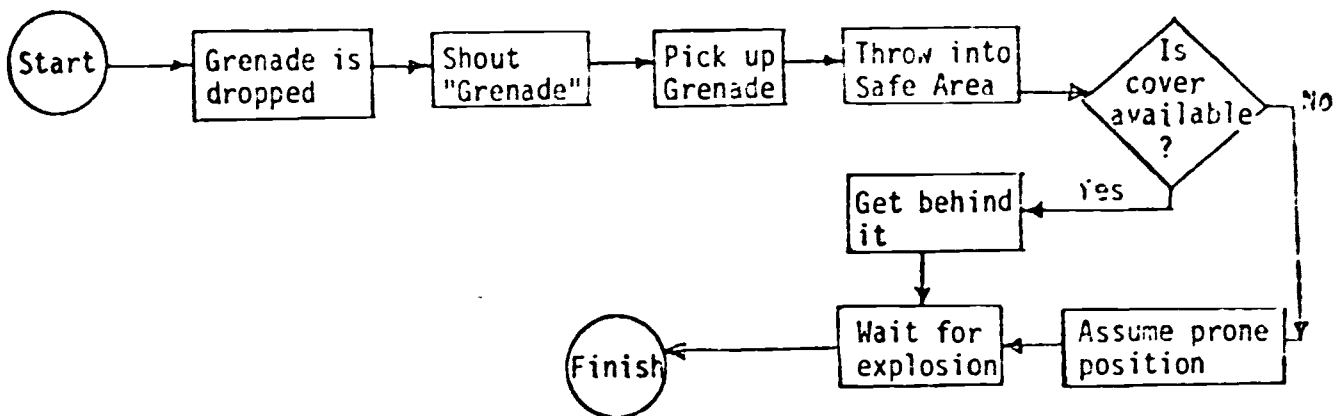 Start
Grenade is
dropped
Shout
"Grenade"
Pick up
Grenade
Throw into
Safe Area
Is
cover
available
?
No
Yes
Get behind
it
Wait for
explosion
Assume prone
position
Finish